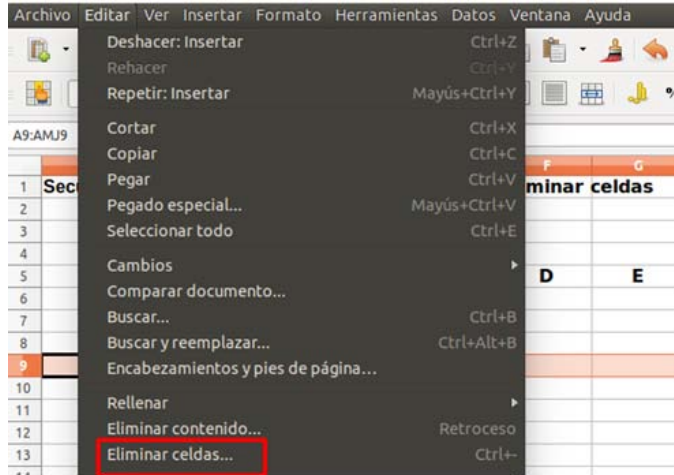 Archivo Editar Ver Insertar Formato Herramientas Datos Ventana Ayuda
Deshacer: Insertar Ctrl+Z
Rehacer Ctrl+Y
Repetir: Insertar Mayús+Ctrl+Y
A9:AMJ9
Cortar Ctrl+X
Copiar Ctrl+C
Pegar Ctrl+V
Pegado especial... Mayús+Ctrl+V
Seleccionar todo Ctrl+E
Cambios
Comparar documento...
Buscar... Ctrl+B
Buscar y reemplazar... Ctrl+Alt+B
Encabezamientos y pies de página...
Rellenar
Eliminar contenido... Retroceso
Eliminar celdas... Ctrl+-
F G
1 Secu minar celdas
2
3
4
5 D E
6
7
8
9
10
11
12
13